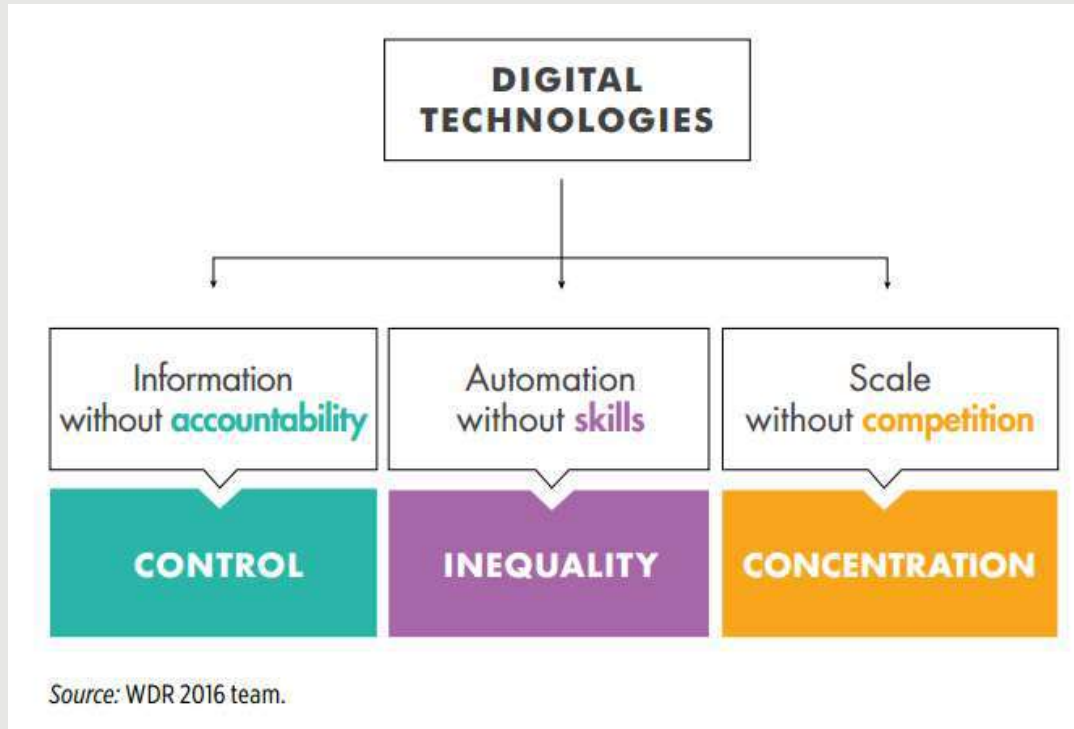 DIGITAL
TECHNOLOGIES
Information
without accountability
Automation
without skills
Scale
without competition
CONTROL
INEQUALITY
CONCENTRATION
Source: WDR 2016 team.